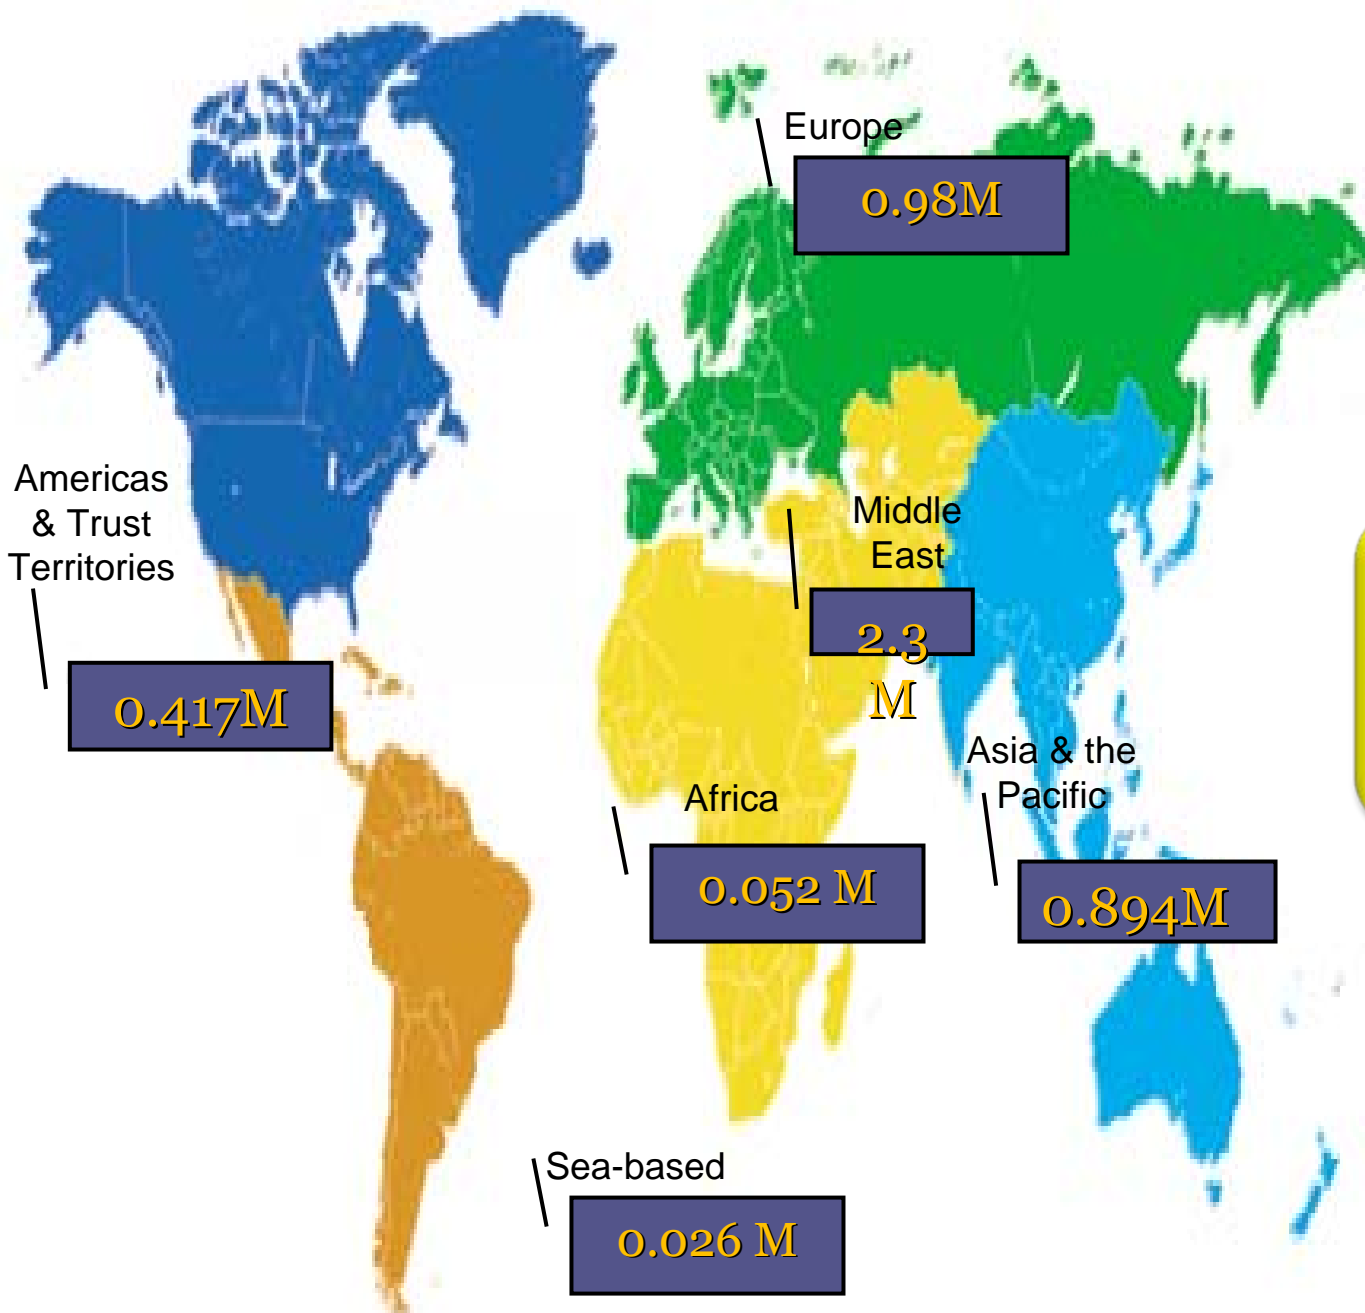 Europe
0.98M
Americas
& Trust
Territories
0.417M
Middle
East
2.3
M
Asia & the
Pacific
0.894M
Africa
0.052 M
Sea-based
0.026 M